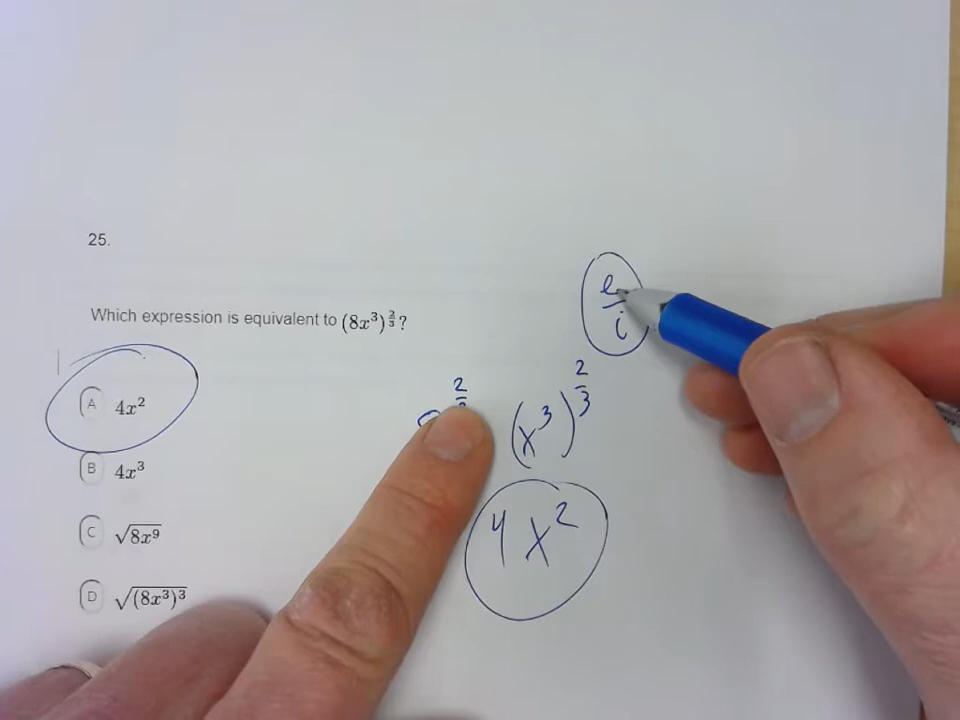 25.
Which expression is equivalent to (8x³)^(2/3)?
A 4x²
B 4x³
C √(8x⁹)
D √((8x³)³)
e/i
(x³)^(2/3)
4x²